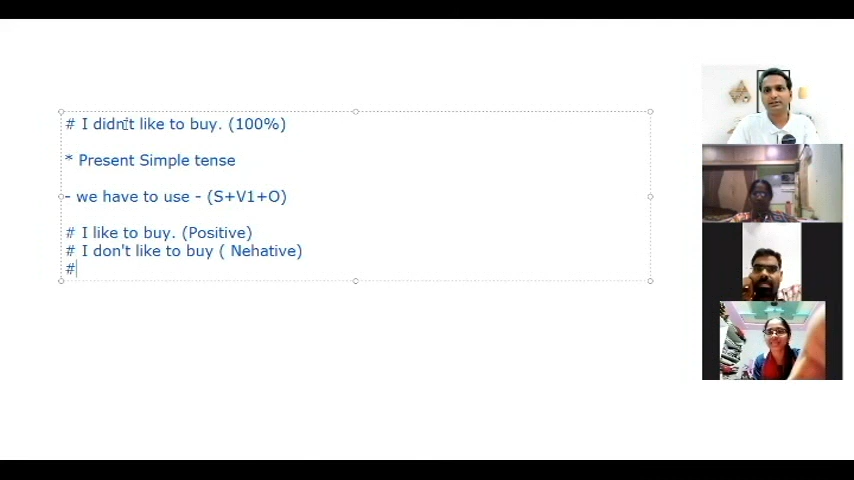 # I didn't like to buy. (100%)
* Present Simple tense
- we have to use - (S+V1+O)
# I like to buy. (Positive)
# I don't like to buy ( Nehative)
#